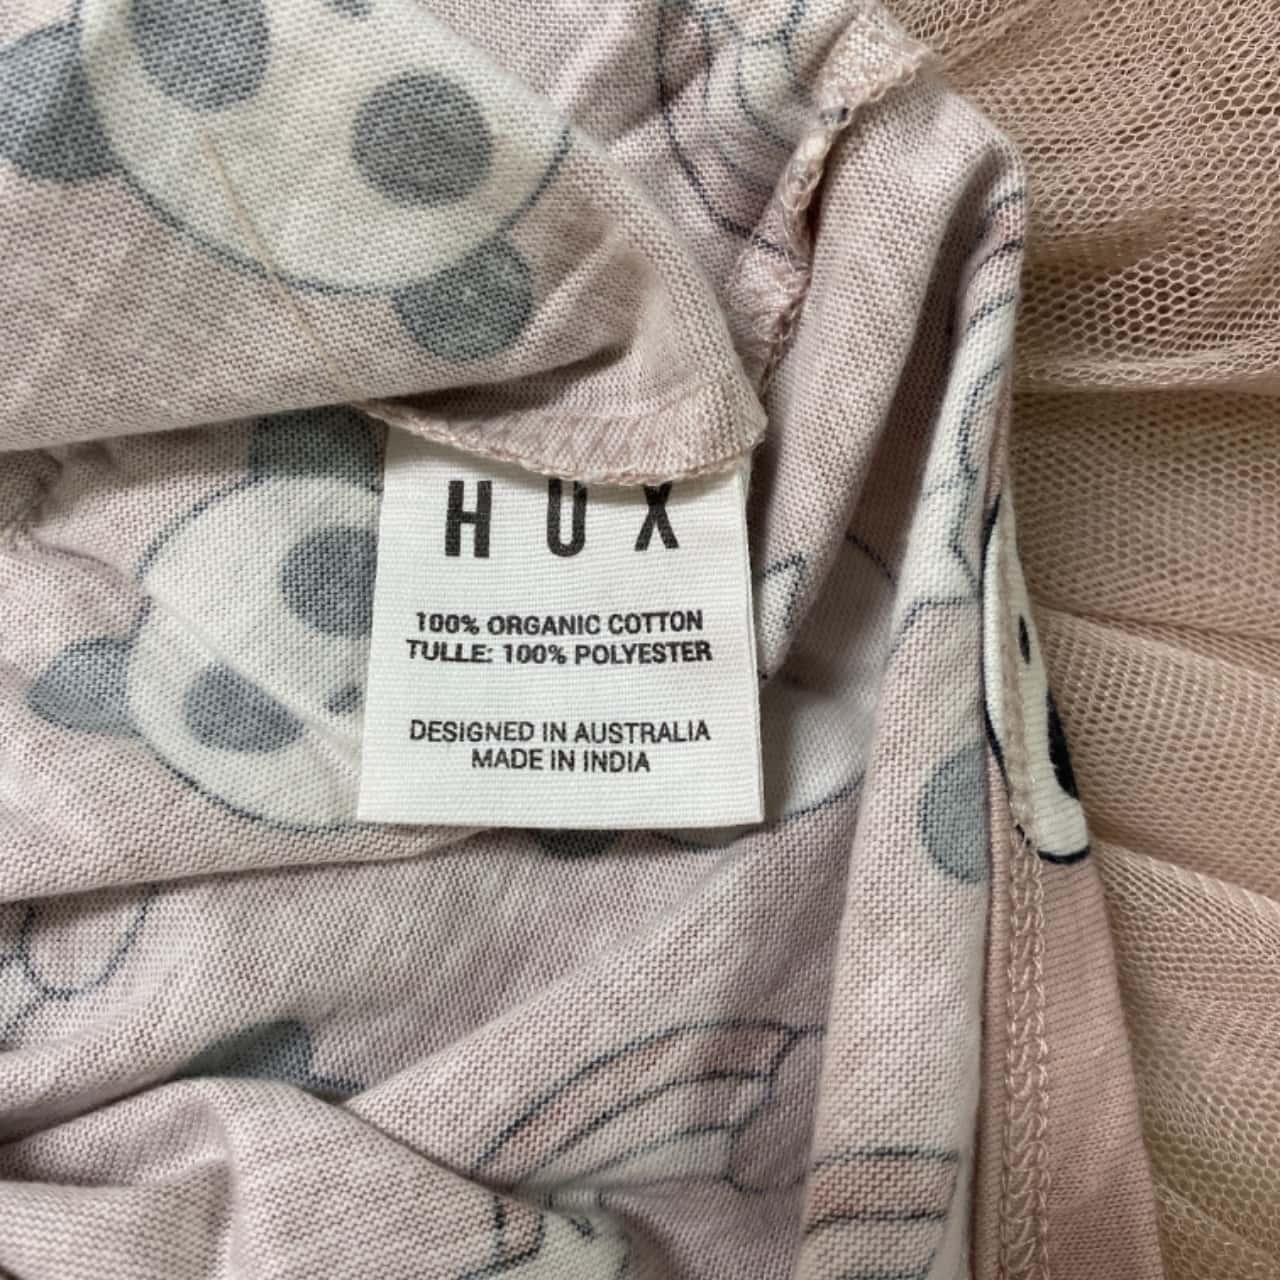 HUX
100% ORGANIC COTTON
TULLE: 100% POLYESTER
DESIGNED IN AUSTRALIA
MADE IN INDIA